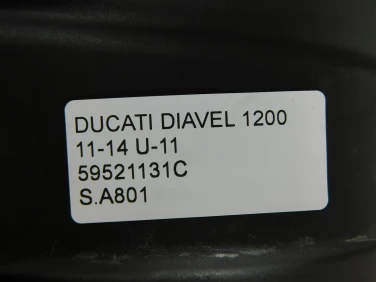 DUCATI DIAVEL 1200
11-14 U-11
59521131C
S.A801